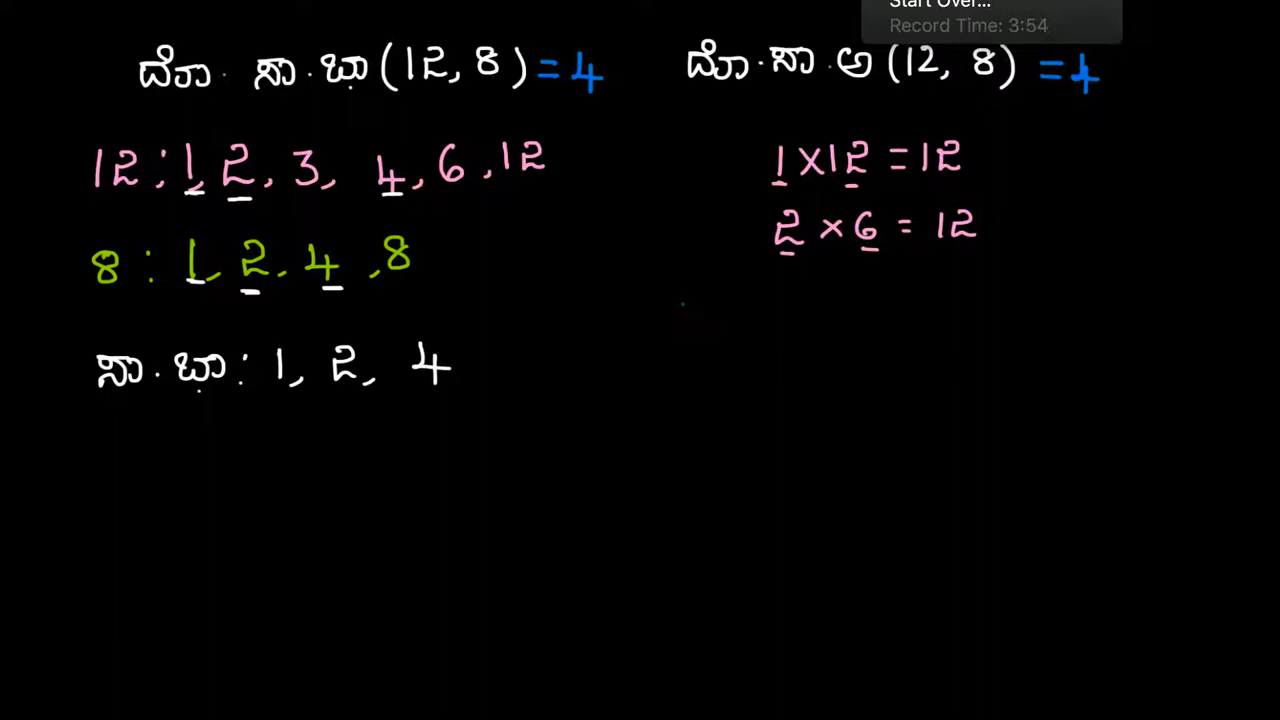 Start Over...
Record Time: 3:54
ದೊ. ಸಾ. ಭಾ (12, 8) = 4
12 : 1, 2, 3, 4, 6, 12
8 : 1, 2, 4, 8
ಸಾ. ಭಾ : 1, 2, 4
ದೊ. ಸಾ. ಅ (12, 8) = 4
1 × 12 = 12
2 × 6 = 12